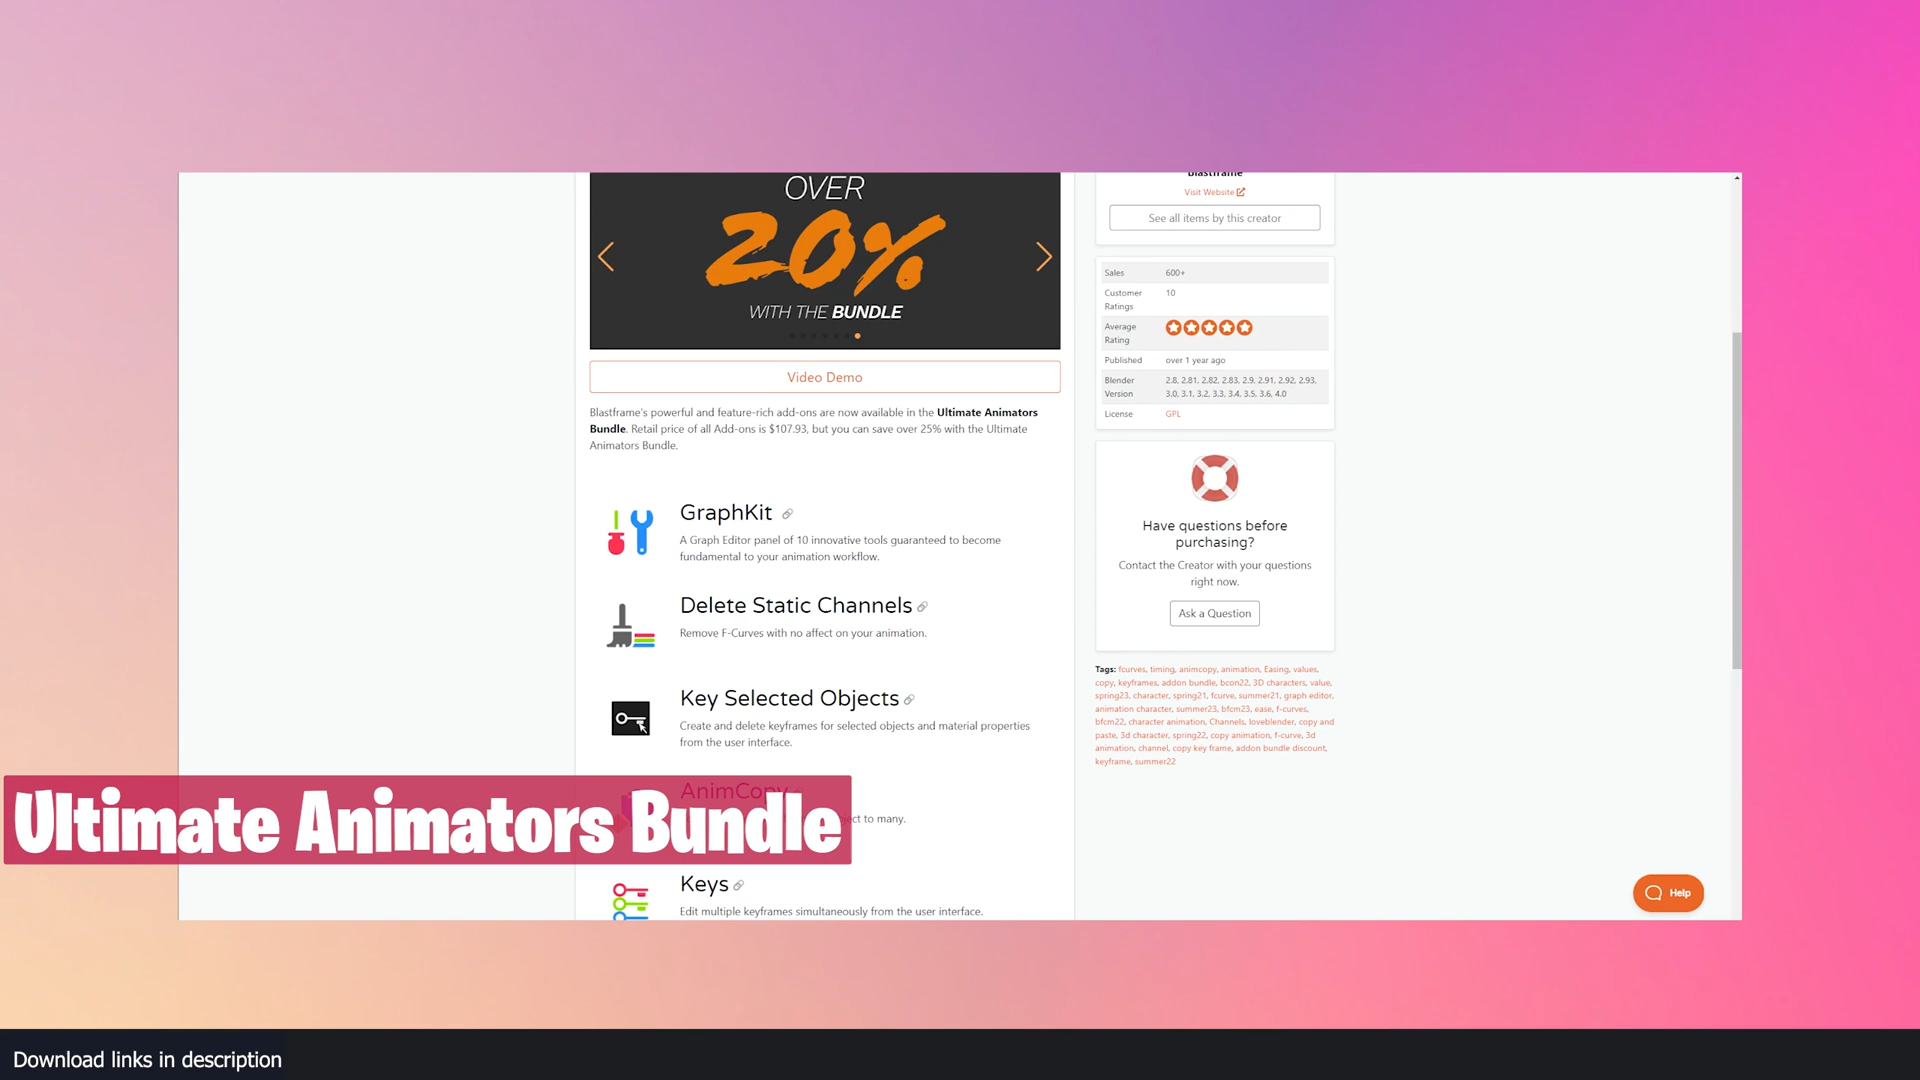 OVER
20%
WITH THE BUNDLE
Video Demo
Blastframe's powerful and feature-rich add-ons are now available in the Ultimate Animators
Bundle. Retail price of all Add-ons is $107.93, but you can save over 25% with the Ultimate
Animators Bundle.
GraphKit
A Graph Editor panel of 10 innovative tools guaranteed to become
fundamental to your animation workflow.
Delete Static Channels
Remove F-Curves with no affect on your animation.
Key Selected Objects
Create and delete keyframes for selected objects and material properties
from the user interface.
AnimCopy
ect to many.
Keys
Edit multiple keyframes simultaneously from the user interface.
Blastframe
Visit Website
See all items by this creator
Sales 600+
Customer
Ratings 10
Average
Rating
Published over 1 year ago
Blender 2.8, 2.81, 2.82, 2.83, 2.9, 2.91, 2.92, 2.93,
Version 3.0, 3.1, 3.2, 3.3, 3.4, 3.5, 3.6, 4.0
License GPL
Have questions before
purchasing?
Contact the Creator with your questions
right now.
Ask a Question
Tags: fcurves, timing, animcopy, animation, Easing, values,
copy, keyframes, addon bundle, bcon22, 3D characters, value,
spring23, character, spring21, fcurve, summer21, graph editor,
animation character, summer23, bfcm23, ease, f-curves,
bfcm22, character animation, Channels, loveblender, copy and
paste, 3d character, spring22, copy animation, f-curve, 3d
animation, channel, copy key frame, addon bundle discount,
keyframe, summer22
Help
Ultimate Animators Bundle
Download links in description